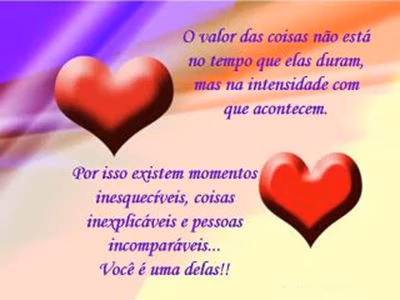 O valor das coisas não está
no tempo que elas duram,
mas na intensidade com
que acontecem.
Por isso existem momentos
inesquecíveis, coisas
inexplicáveis e pessoas
incomparáveis...
Você é uma delas!!